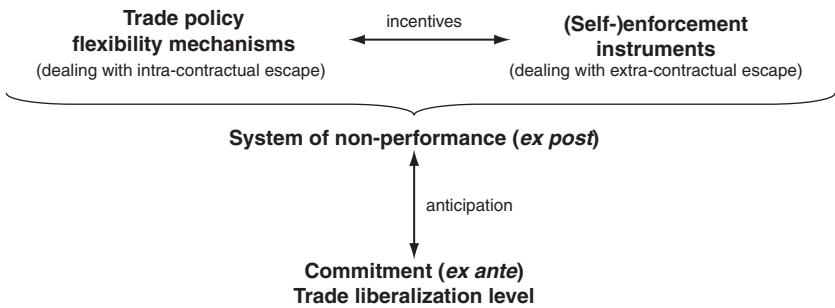 Trade policy
flexibility mechanisms
(dealing with intra-contractual escape)
incentives
(Self-)enforcement
instruments
(dealing with extra-contractual escape)
System of non-performance (ex post)
anticipation
Commitment (ex ante)
Trade liberalization level